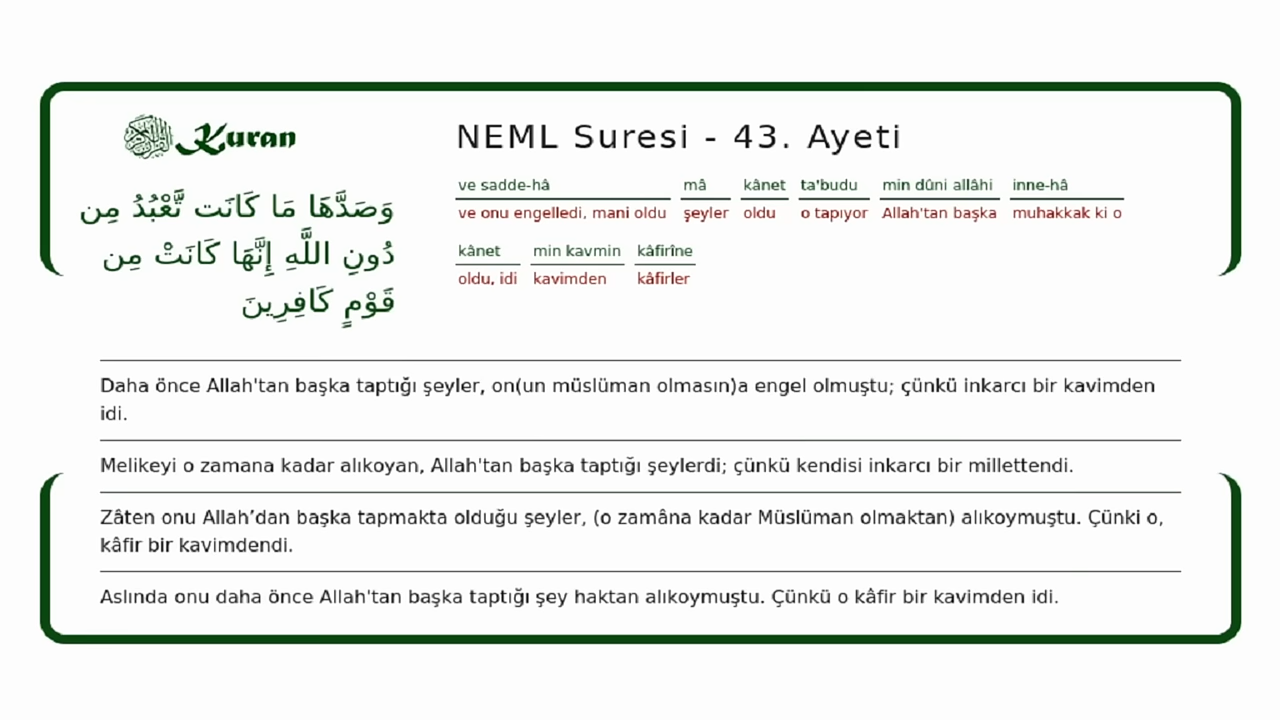 Kuran
NEML Suresi - 43. Ayeti
وَصَدَّهَا مَا كَانَت تَّعْبُدُ مِن
دُونِ اللَّهِ إِنَّهَا كَانَتْ مِن
قَوْمٍ كَافِرِينَ
ve sadde-hâ mâ kânet ta'budu min dûni allâhi inne-hâ
ve onu engelledi, mani oldu şeyler oldu o tapıyor Allah'tan başka muhakkak ki o
kânet min kavmin kâfirîne
oldu, idi kavimden kâfirler
Daha önce Allah'tan başka taptığı şeyler, on(un müslüman olmasın)a engel olmuştu; çünkü inkarcı bir kavimden
idi.
Melikeyi o zamana kadar alıkoyan, Allah'tan başka taptığı şeylerdi; çünkü kendisi inkarcı bir millettendi.
Zâten onu Allah’dan başka tapmakta olduğu şeyler, (o zamâna kadar Müslüman olmaktan) alıkoymuştu. Çünki o,
kâfir bir kavimdendi.
Aslında onu daha önce Allah'tan başka taptığı şey haktan alıkoymuştu. Çünkü o kâfir bir kavimden idi.